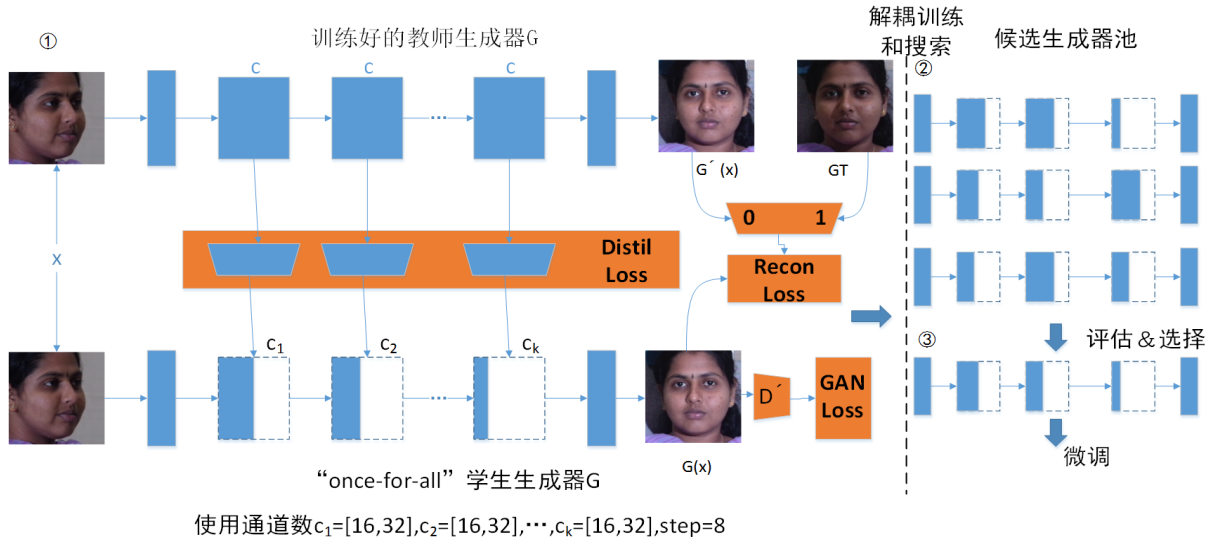 ①
训练好的教师生成器G
解耦训练
和搜索
候选生成器池
②
C
C
C
...
G´(x)
GT
0
1
Distil
Loss
Recon
Loss
X
c1
c2
ck
...
D´
GAN
Loss
G(x)
③
评估&选择
微调
“once-for-all”学生生成器G
使用通道数c1=[16,32],c2=[16,32],⋯,ck=[16,32],step=8